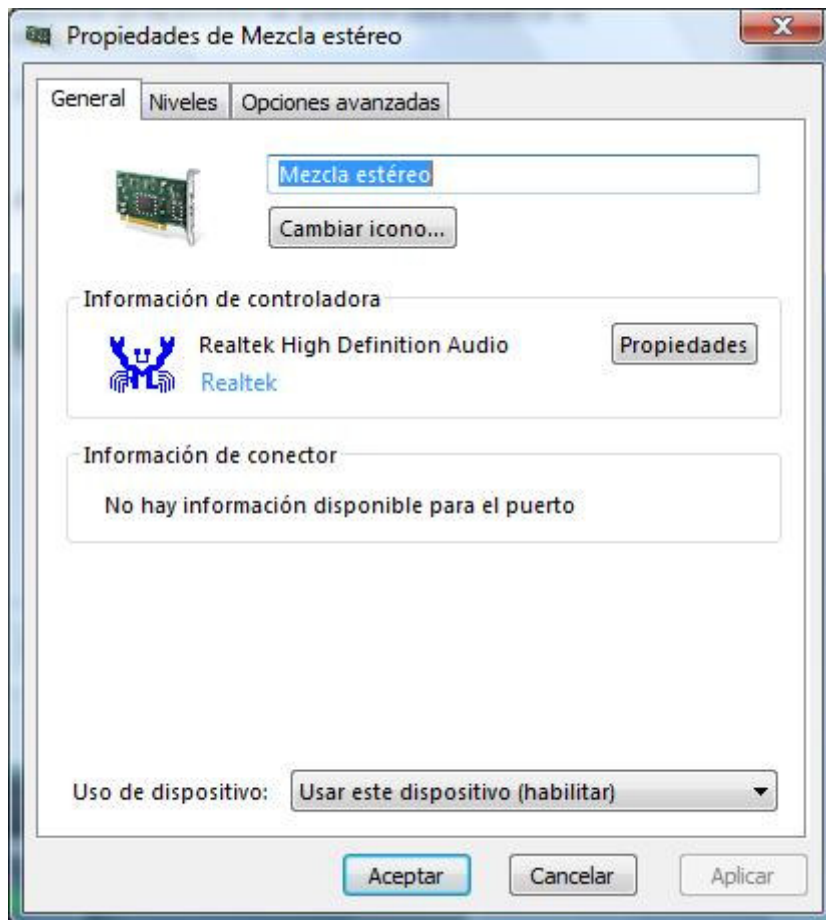 Propiedades de Mezcla estéreo
General
Niveles
Opciones avanzadas
Mezcla estéreo
Cambiar icono...
Información de controladora
Realtek High Definition Audio
Propiedades
Realtek
Información de conector
No hay información disponible para el puerto
Uso de dispositivo:
Usar este dispositivo (habilitar)
Aceptar
Cancelar
Aplicar